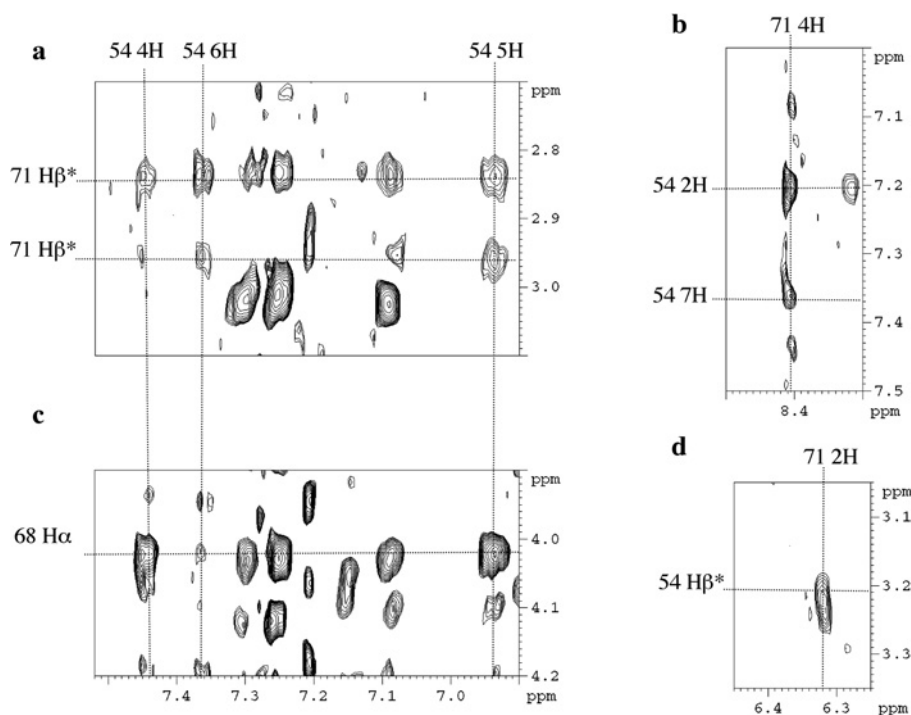 a
54 4H 54 6H 54 5H
ppm
71 Hβ* 2.8
2.9
71 Hβ*
3.0
b
71 4H
ppm
7.1
54 2H 7.2
7.3
54 7H
7.4
7.5
8.4 ppm
c
ppm
68 Hα 4.0
4.1
4.2
7.4 7.3 7.2 7.1 7.0 ppm
d
71 2H
ppm
3.1
54 Hβ* 3.2
3.3
6.4 6.3 ppm